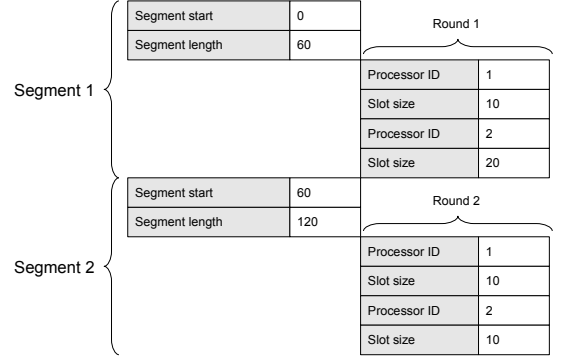 Segment start 0
Round 1
Segment length 60
Processor ID 1
Segment 1
Slot size 10
Processor ID 2
Slot size 20
Segment start 60
Round 2
Segment length 120
Processor ID 1
Segment 2
Slot size 10
Processor ID 2
Slot size 10